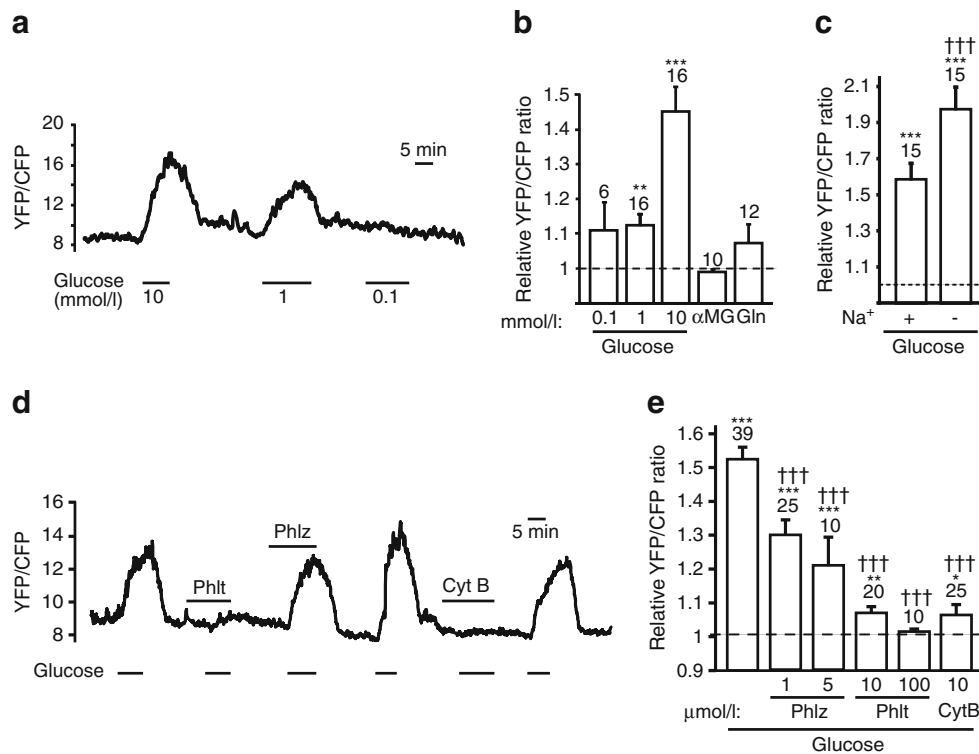 a
YFP/CFP
20
16
12
8
5 min
Glucose
(mmol/l)
10
1
0.1
b
Relative YFP/CFP ratio
1.5
1.4
1.3
1.2
1.1
1
6
**
16
***
16
10
12
mmol/l:
0.1 1 10 αMG Gln
Glucose
c
Relative YFP/CFP ratio
2.1
1.9
1.7
1.5
1.3
1.1
***
15
†††
***
15
Na+
+ -
Glucose
d
YFP/CFP
16
14
12
10
8
Phlt
Phlz
Cyt B
5 min
Glucose
e
Relative YFP/CFP ratio
1.6
1.5
1.4
1.3
1.2
1.1
1
0.9
***
39
†††
***
25
†††
***
10
†††
**
20
†††
10
†††
*
25
μmol/l:
1 5 10 100 10
Phlz Phlt CytB
Glucose